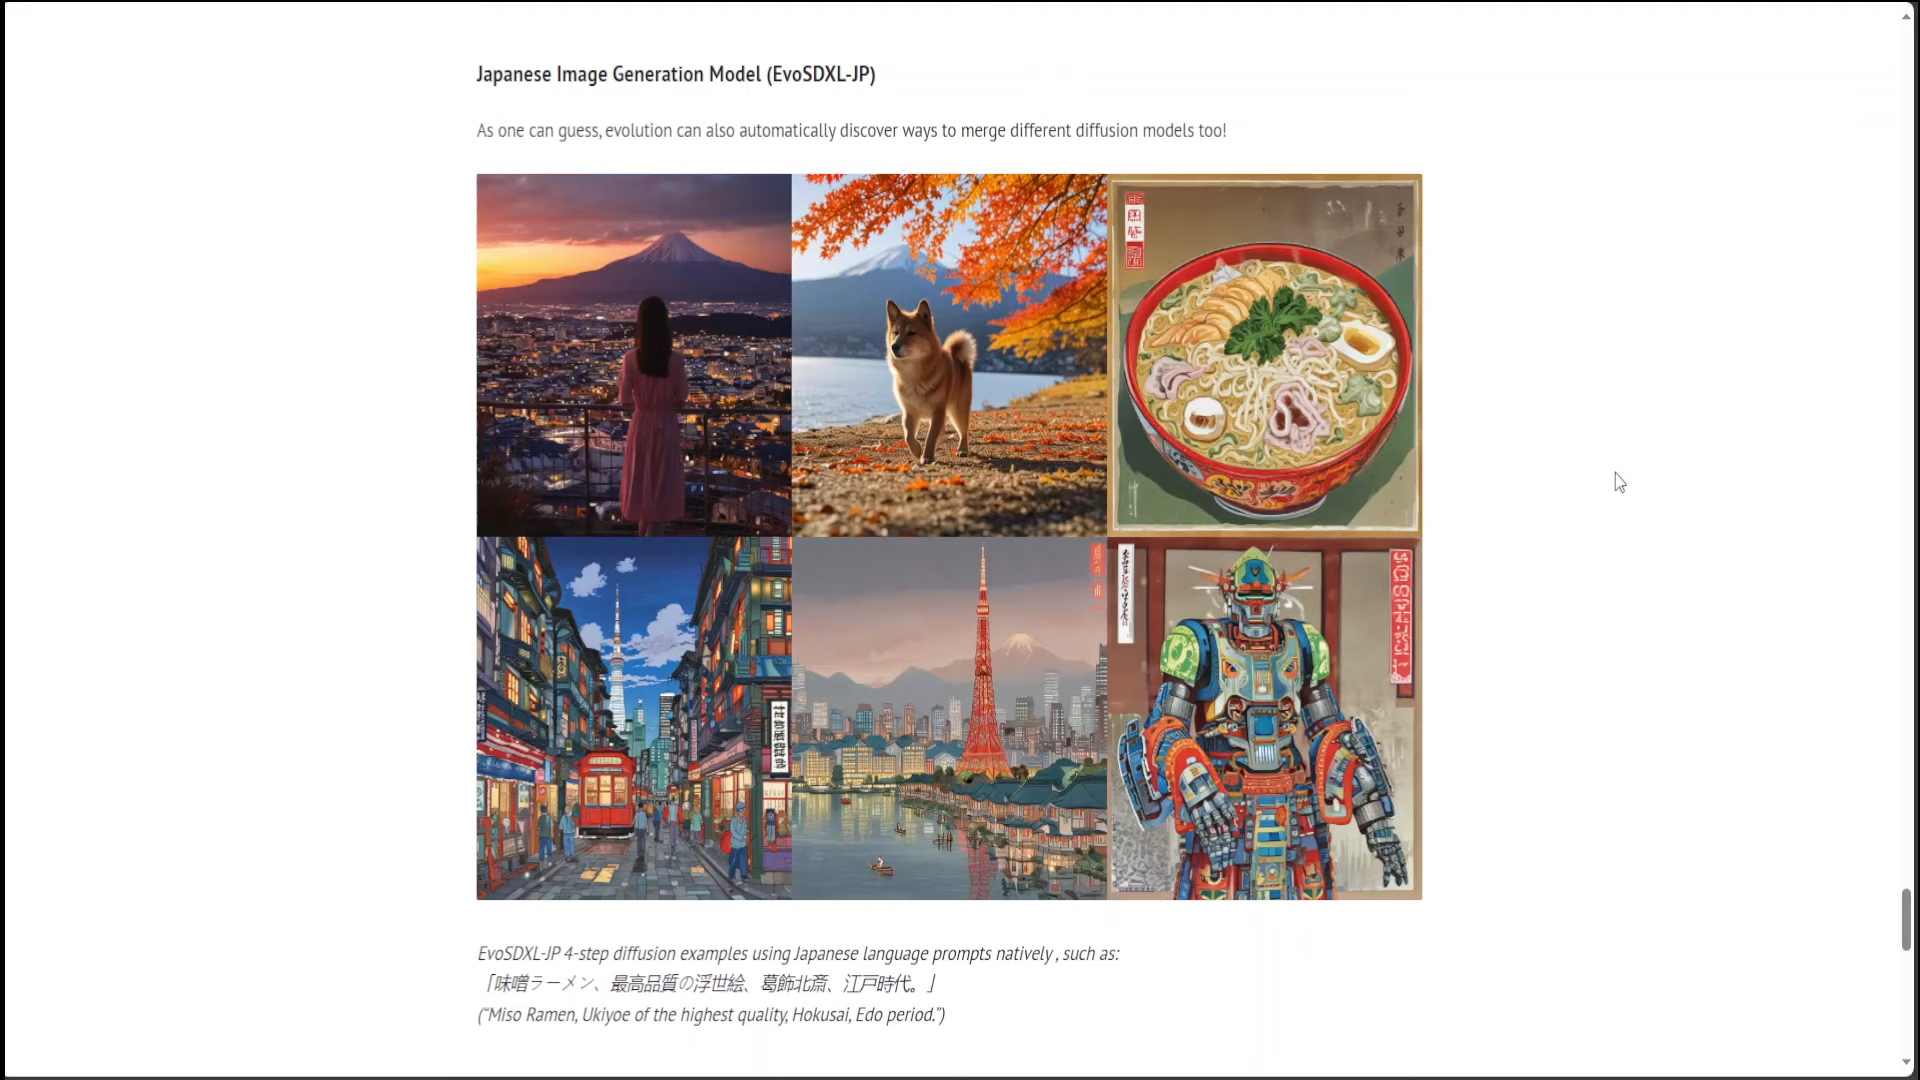 Japanese Image Generation Model (EvoSDXL-JP)
As one can guess, evolution can also automatically discover ways to merge different diffusion models too!
EvoSDXL-JP 4-step diffusion examples using Japanese language prompts natively , such as:
「味噌ラーメン、最高品質の浮世絵、葛飾北斎、江戸時代。」
(“Miso Ramen, Ukiyoe of the highest quality, Hokusai, Edo period.”)